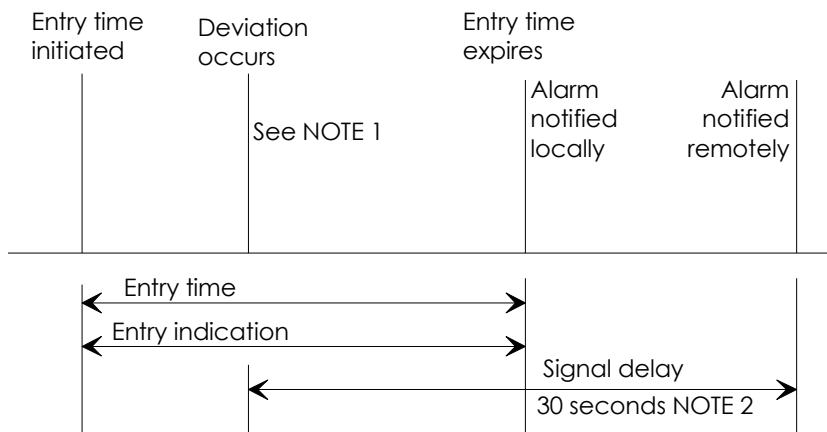 Entry time
initiated
Deviation
occurs
Entry time
expires
See NOTE 1
Alarm
notified
locally
Alarm
notified
remotely
Entry time
Entry indication
Signal delay
30 seconds NOTE 2